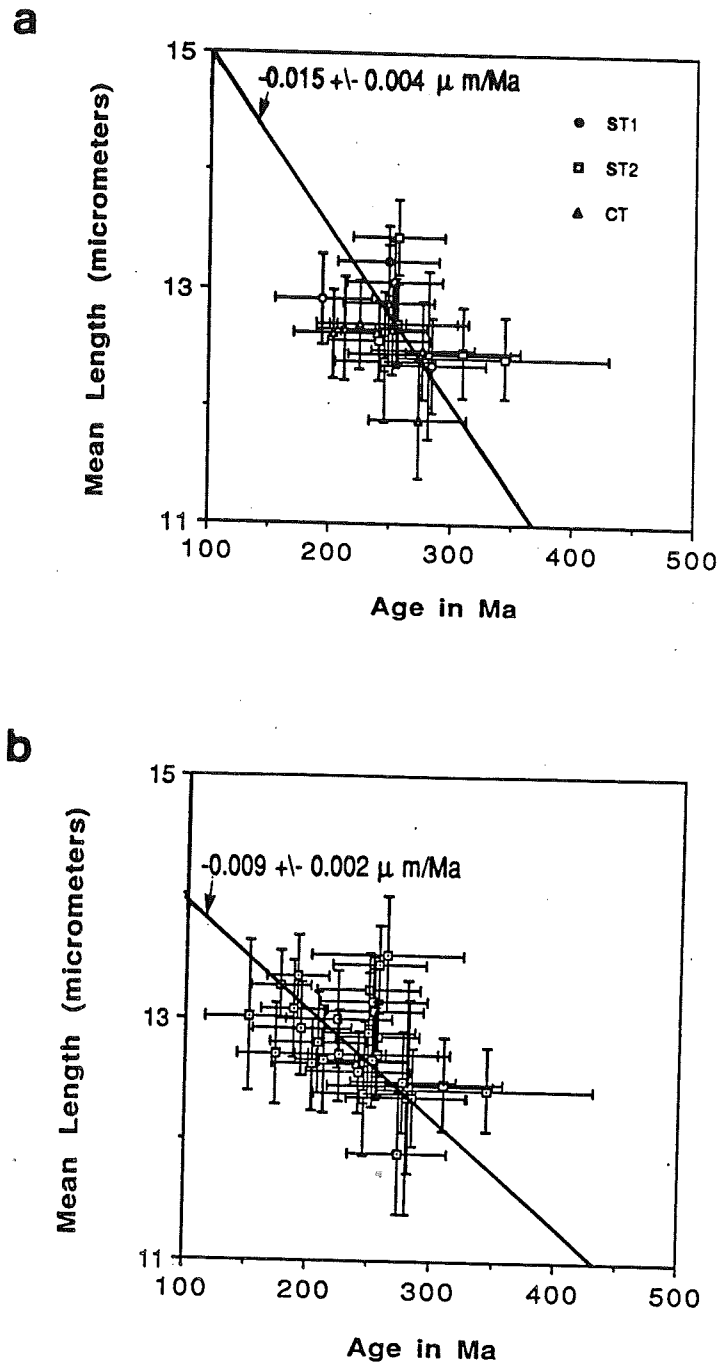 a
15
-0.015 +/- 0.004 μ m/Ma
ST1
ST2
CT
13
11
Mean Length (micrometers)
100 200 300 400 500
Age in Ma
b
15
-0.009 +/- 0.002 μ m/Ma
13
11
Mean Length (micrometers)
100 200 300 400 500
Age in Ma